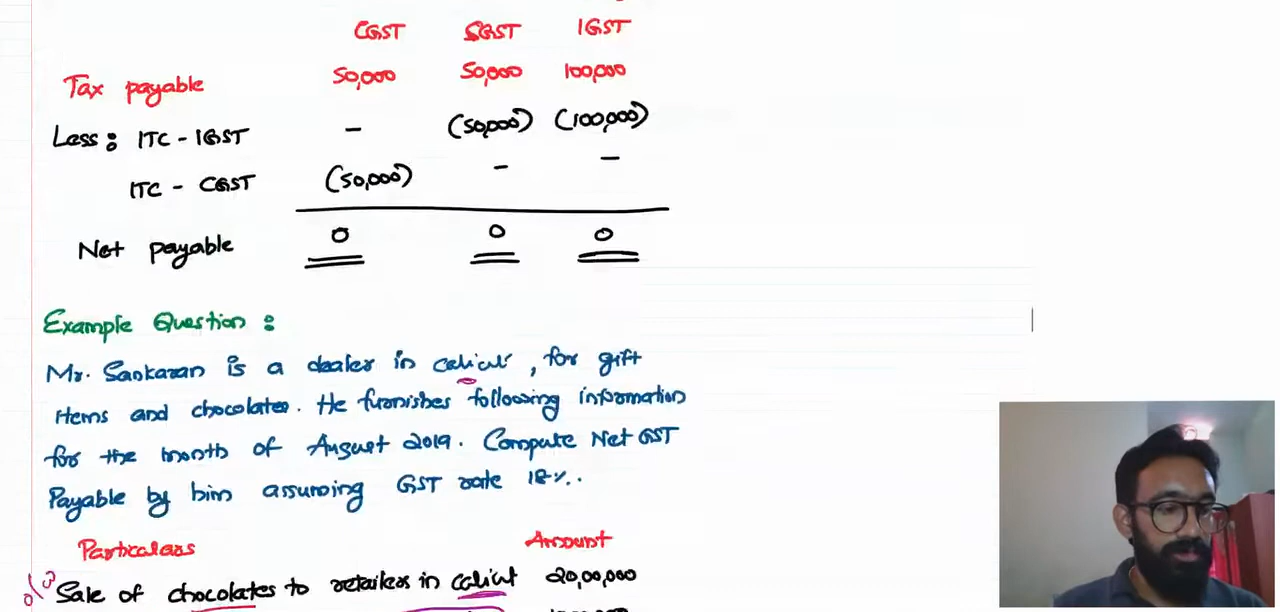 CGST SGST IGST
Tax payable 50,000 50,000 100,000
Less: ITC - IGST - (50,000) (100,000)
ITC - CGST (50,000) - -
Net payable 0 0 0
Example Question:
Mr. Sankaran is a dealer in calicut, for gift
items and chocolates. He furnishes following information
for the month of August 2019. Compute Net GST
Payable by him assuming GST rate 18%.
Particulars Amount
Sale of chocolates to retailers in calicut 20,00,000